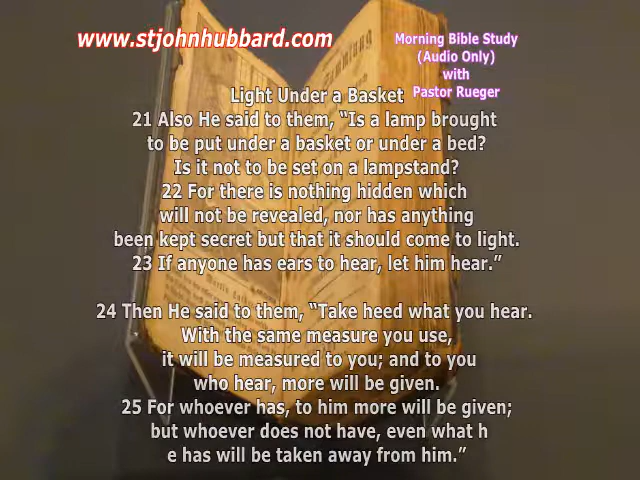 www.stjohnhubbard.com
Morning Bible Study
(Audio Only)
with
Pastor Rueger
Light Under a Basket
21 Also He said to them, “Is a lamp brought
to be put under a basket or under a bed?
Is it not to be set on a lampstand?
22 For there is nothing hidden which
will not be revealed, nor has anything
been kept secret but that it should come to light.
23 If anyone has ears to hear, let him hear.”
24 Then He said to them, “Take heed what you hear.
With the same measure you use,
it will be measured to you; and to you
who hear, more will be given.
25 For whoever has, to him more will be given;
but whoever does not have, even what h
e has will be taken away from him.”